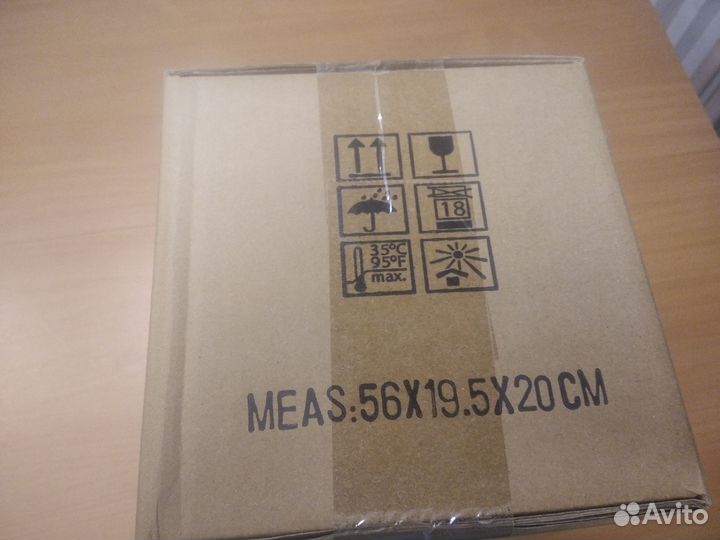 18
35°C
95°F
max.
MEAS:56X19.5X20CM
Avito